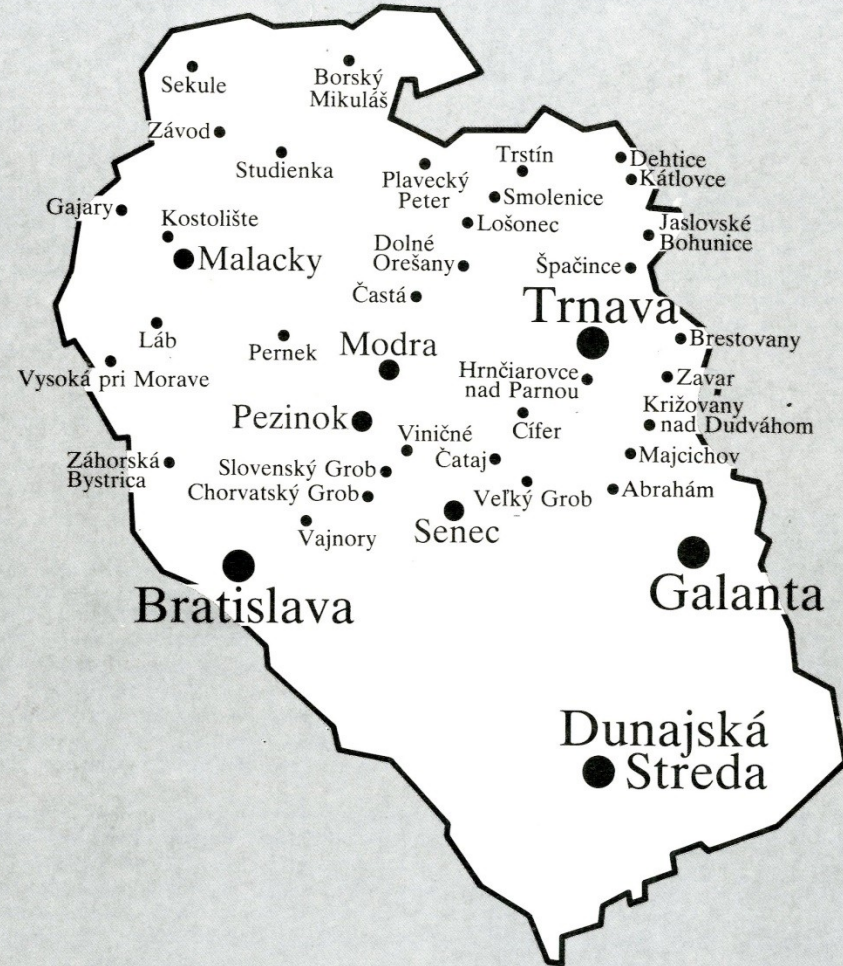 Sekule
Borský
Mikuláš
Závod
Studienka
Plavecký
Peter
Trstín
Dehtice
Kátlovce
Smolenice
Gajary
Kostolište
Lošonec
Jaslovské
Bohunice
Malacky
Dolné
Orešany
Špačince
Častá
Trnava
Láb
Pernek
Modra
Brestovany
Vysoká pri Morave
Hrnčiarovce
nad Parnou
Zavar
Pezinok
Cífer
Križovany
nad Dudváhom
Viničné
Záhorská
Bystrica
Slovenský Grob
Čataj
Majcichov
Chorvatský Grob
Veľký Grob
Abrahám
Vajnory
Senec
Bratislava
Galanta
Dunajská
Streda